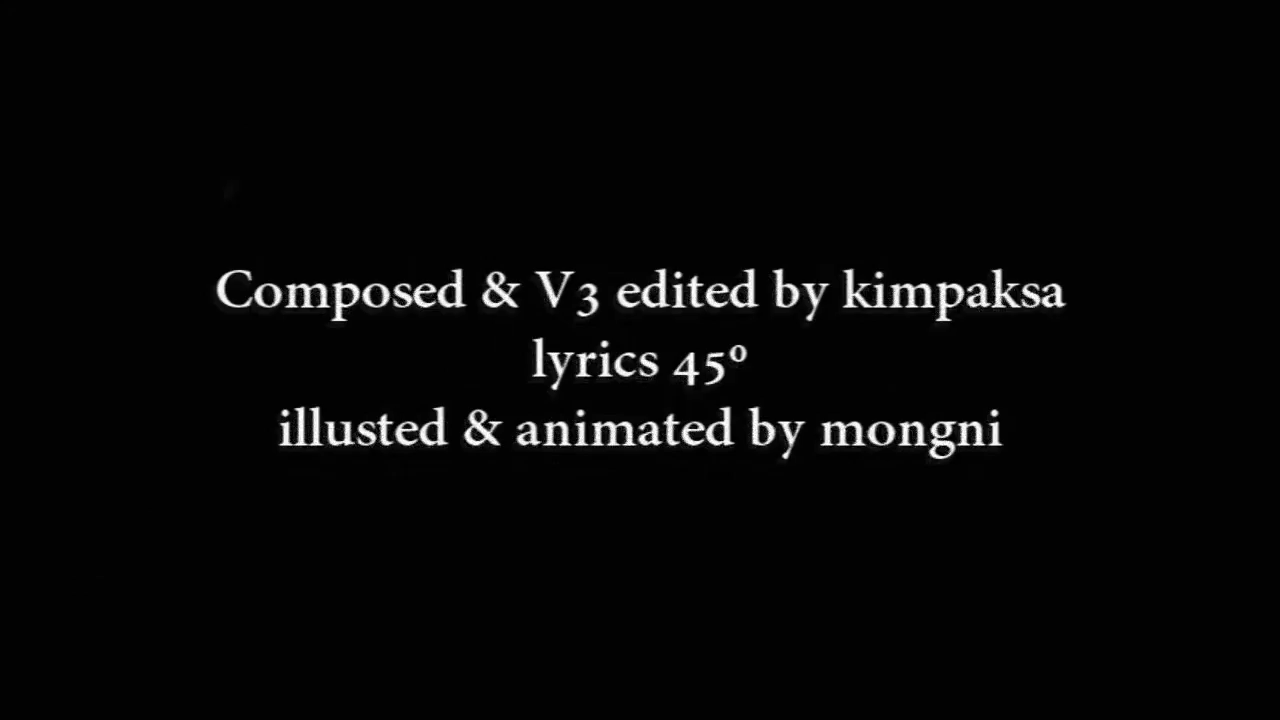 Composed & V3 edited by kimpaksa
lyrics 45º
illusted & animated by mongni